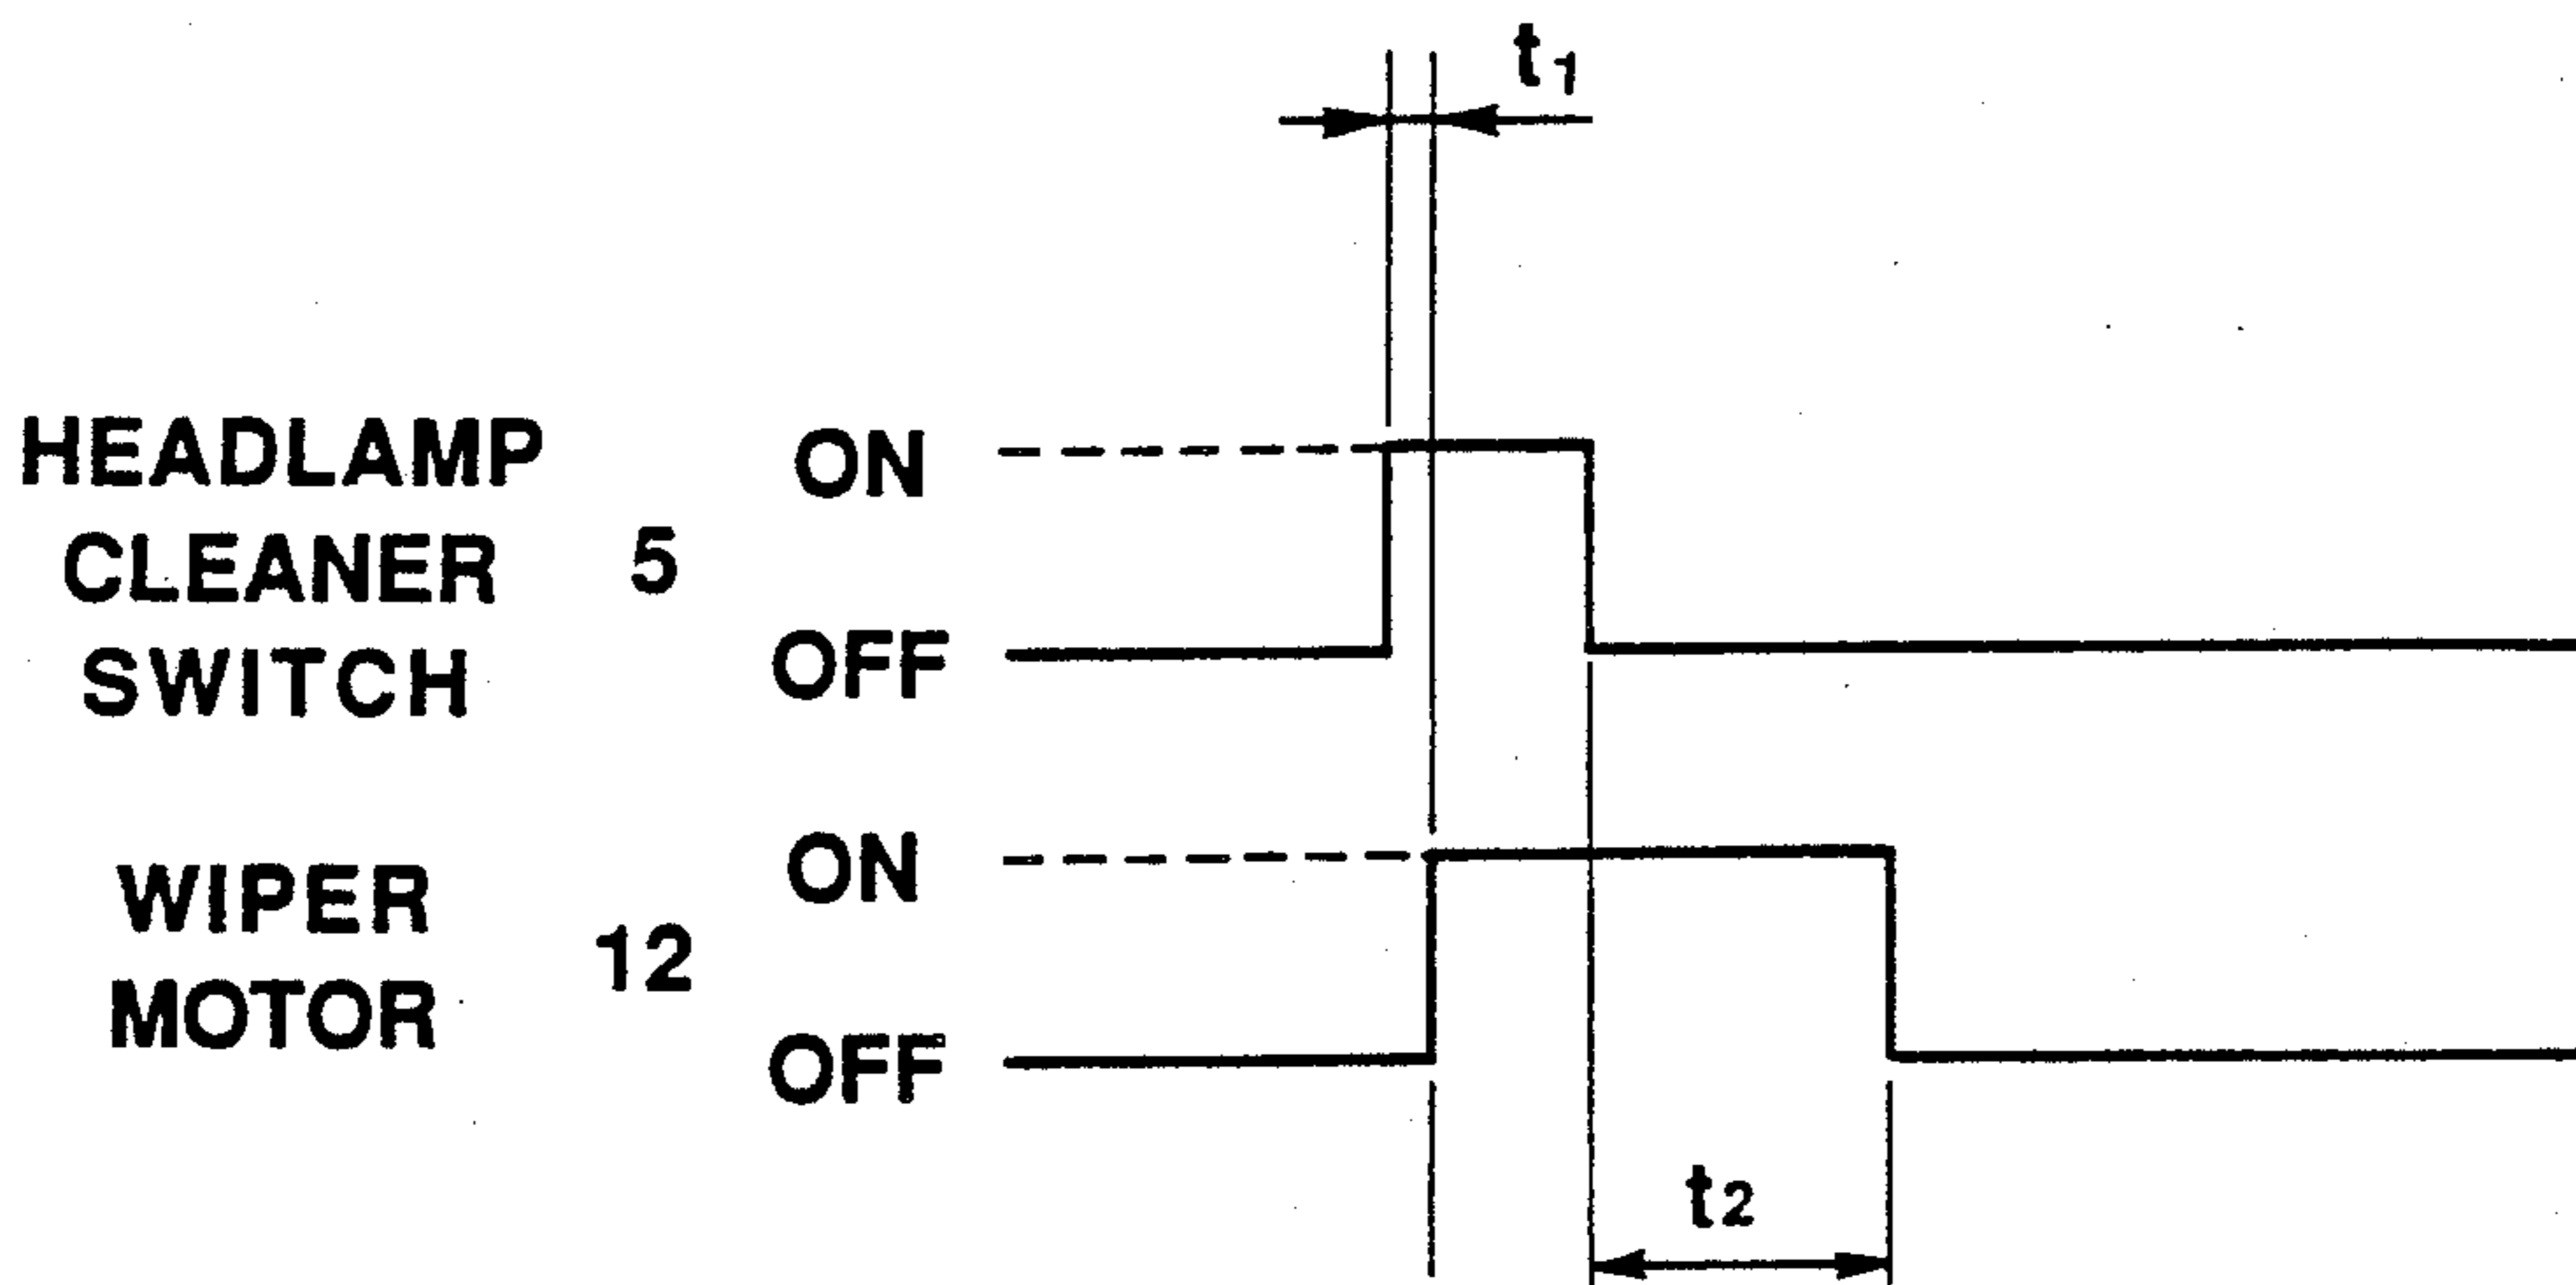 t1
HEADLAMP
CLEANER
SWITCH
5
ON
OFF
WIPER
MOTOR
12
ON
OFF
t2